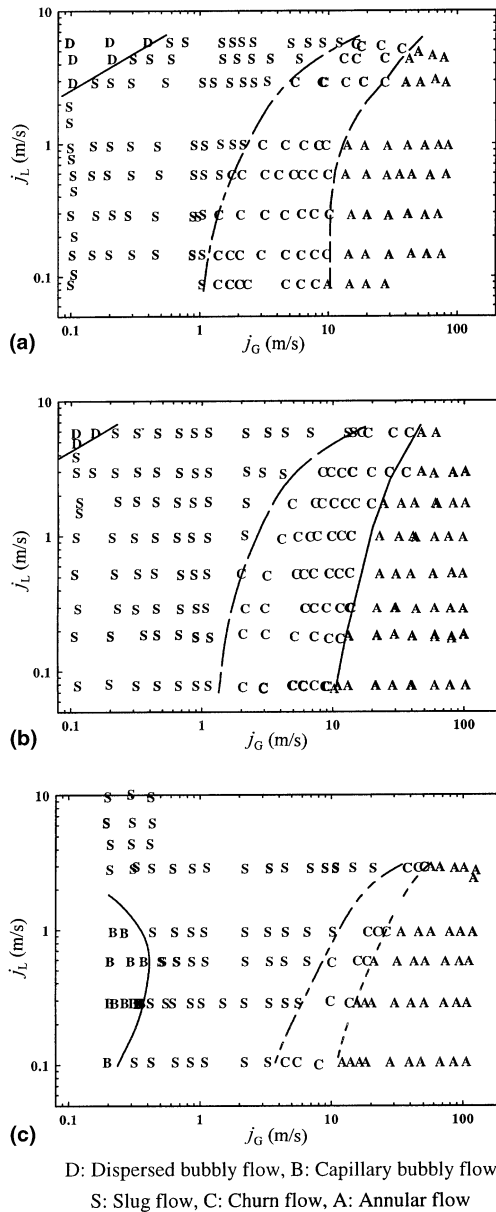 10
D D D S S S S S S S S S S C C C C
D D S S S S S S S S S C C C A A A A
D S S S S S S S S S C C C C C A A A A A
S
S
1
S S S S S S S S S S S C C C C C A A A A A A A
S
S S S S S S S S S C C C C C C C C A A A A A A A
S
S S S S S S S S C C C C C C A A A A A A
S
S S S S S S S S C C C C C C C A A A A A A
0.1
S S C C C C C C C A A A A
j_L (m/s)
0.1 1 10 100
(a)
j_G (m/s)
10
D D S S S S S S S S S S C C C A A
D
S
S S S S S S S S S S C C C C C C C A A A A
S S S S S S S S C C C C C C C A A A A A
S
1
S S S S S S S S C C C C C C C A A A A A A
S S S S S S S C C C C C C C A A A A A A
S S S S S S S C C C C C C C A A A A A A
S S S S S S S S C C C C C C A A A A A A
0.1
S S S S S S S C C C C C C C A A A A A A A
j_L (m/s)
0.1 1 10 100
(b)
j_G (m/s)
10
S S S
S S S
S S S
S S S S S S S S S S S S S S C C C A A A A A
A
1
B B S S S S S S S S S C C C A A A A A A
B B B S S S S S S S S C C C C A A A A A A
B B B B S S S S S S S S S S C C C A A A A A A A A
0.1
B S S S S S S S C C C A A A A A A A A A A
j_L (m/s)
0.1 1 10 100
(c)
j_G (m/s)
D: Dispersed bubbly flow, B: Capillary bubbly flow
S: Slug flow, C: Churn flow, A: Annular flow